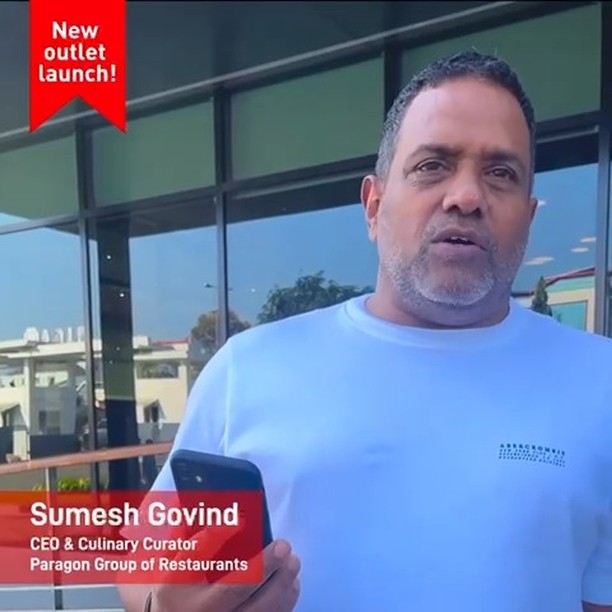 New
outlet
launch!
ABERCROMBIE
Sumesh Govind
CEO & Culinary Curator
Paragon Group of Restaurants